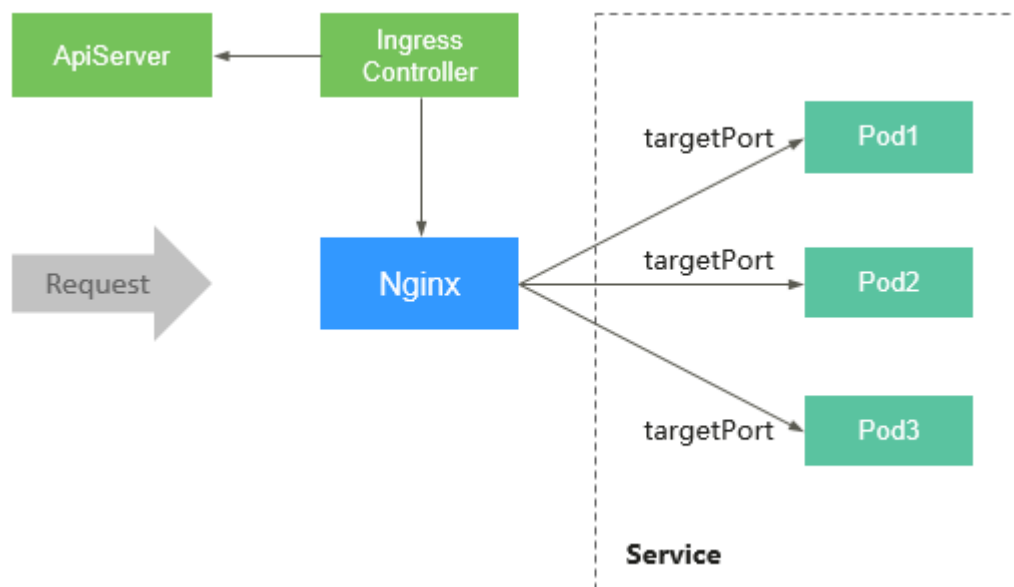 ApiServer
Ingress
Controller
targetPort
Pod1
Request
Nginx
targetPort
Pod2
targetPort
Pod3
Service